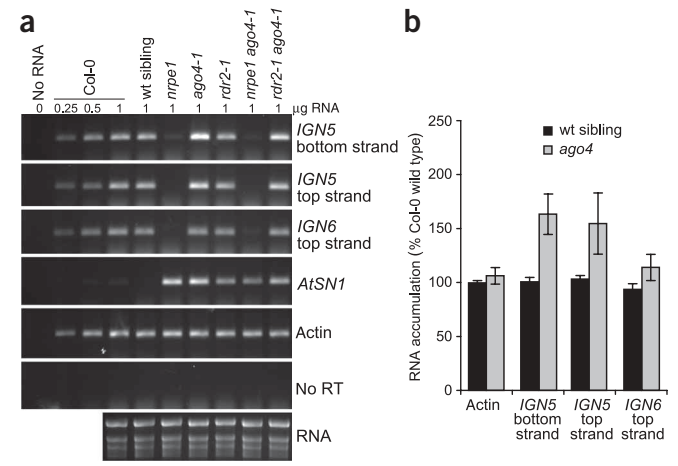 a
No RNA
Col-0
wt sibling
nrpe1
ago4-1
rdr2-1
nrpe1 ago4-1
rdr2-1 ago4-1
0 0.25 0.5 1 1 1 1 1 1 1 µg RNA
IGN5
bottom strand
IGN5
top strand
IGN6
top strand
AtSN1
Actin
No RT
RNA
b
RNA accumulation (% Col-0 wild type)
250
200
150
100
50
0
wt sibling
ago4
Actin
IGN5
bottom
strand
IGN5
top
strand
IGN6
top
strand